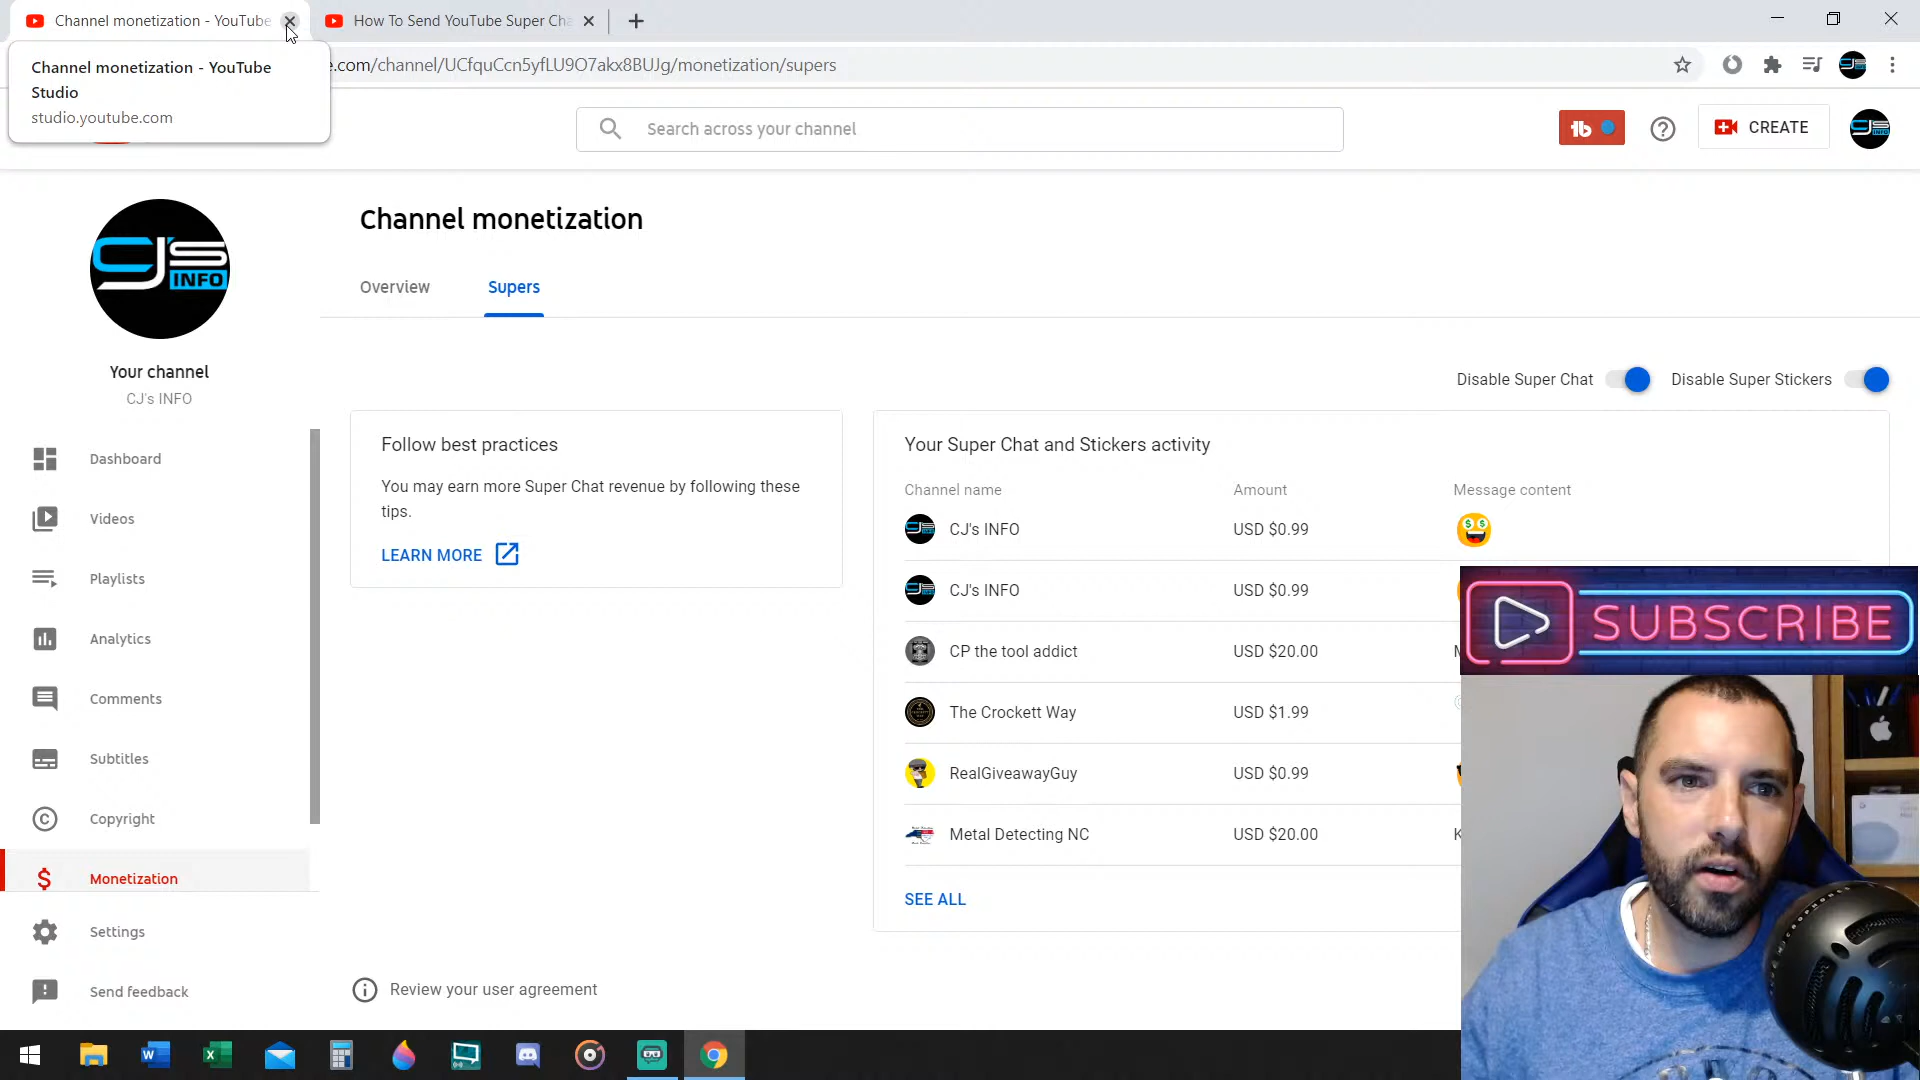 Channel monetization - YouTube
How To Send YouTube Super Cha
Channel monetization - YouTube
Studio
studio.youtube.com
e.com/channel/UCfquCcn5yfLU9O7akx8BUJg/monetization/supers
Search across your channel
tb
CREATE
CJ'S
INFO
Your channel
CJ's INFO
Dashboard
Videos
Playlists
Analytics
Comments
Subtitles
Copyright
Monetization
Settings
Send feedback
Channel monetization
Overview Supers
Disable Super Chat Disable Super Stickers
Follow best practices
You may earn more Super Chat revenue by following these
tips.
LEARN MORE
Your Super Chat and Stickers activity
Channel name Amount Message content
CJ's INFO USD $0.99
CJ's INFO USD $0.99
CP the tool addict USD $20.00
The Crockett Way USD $1.99
RealGiveawayGuy USD $0.99
Metal Detecting NC USD $20.00 K
SEE ALL
Review your user agreement
SUBSCRIBE